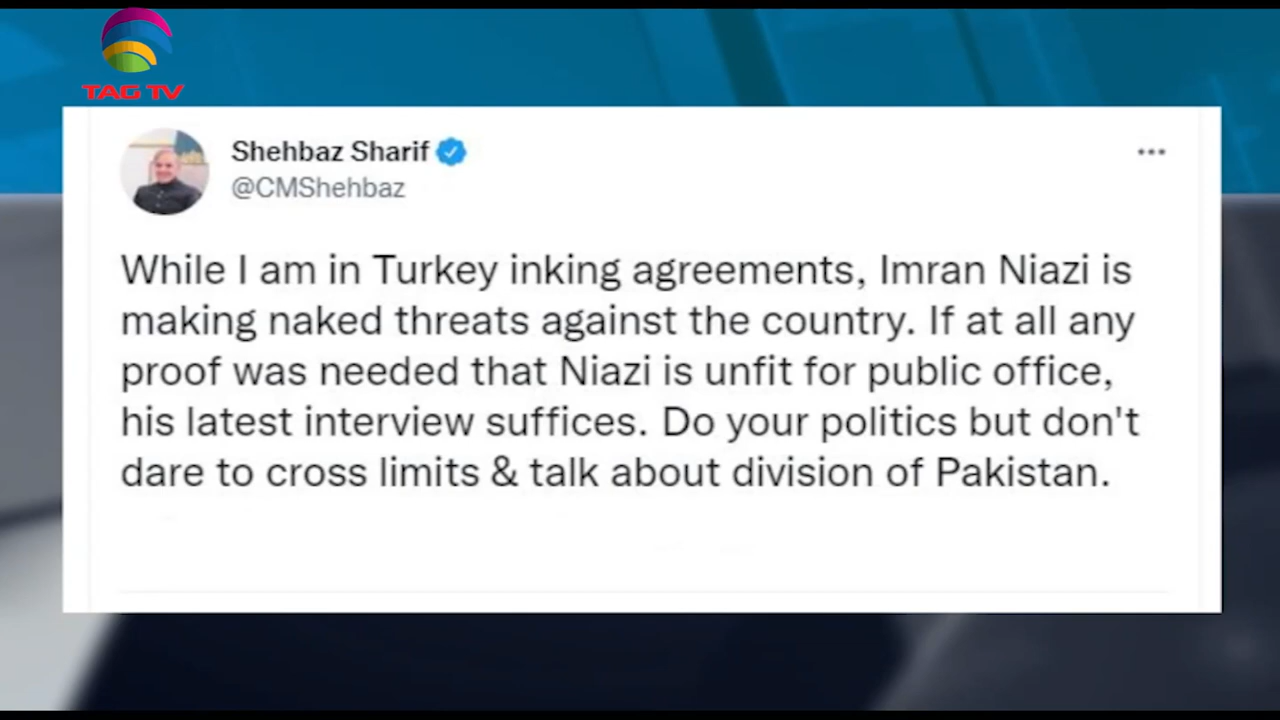 TAG TV
Shehbaz Sharif
@CMShehbaz
While I am in Turkey inking agreements, Imran Niazi is
making naked threats against the country. If at all any
proof was needed that Niazi is unfit for public office,
his latest interview suffices. Do your politics but don't
dare to cross limits & talk about division of Pakistan.